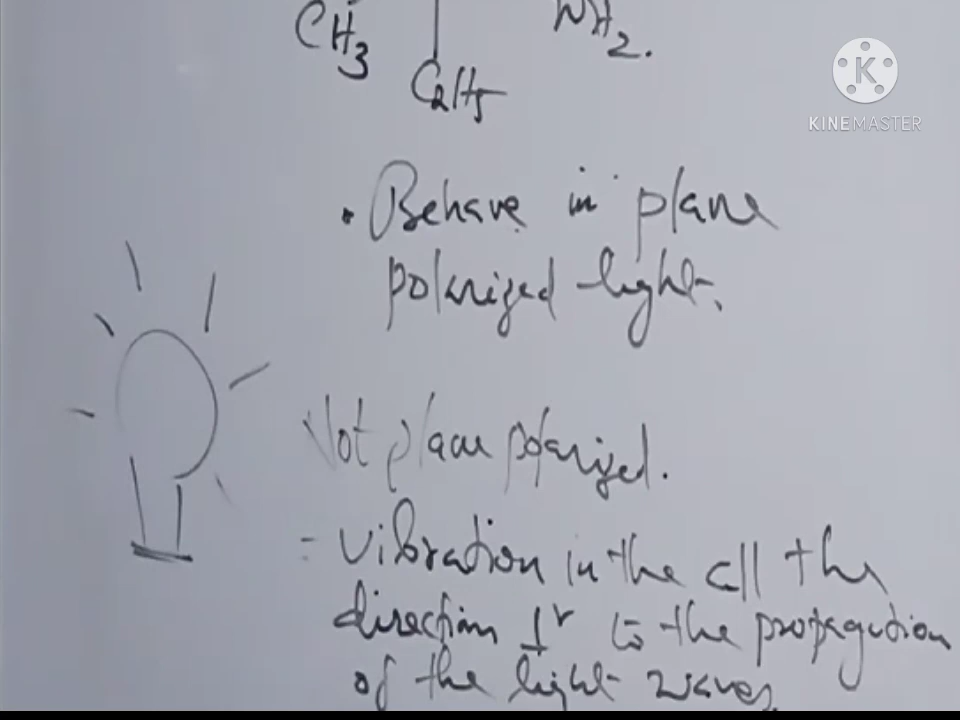 CH3 NH2.
C2H5
K
KINEMASTER
• Behave in plane
polarized light.
Not plane polarized.
= Vibration in the all the
direction ⊥r to the propagation
of the light waves.